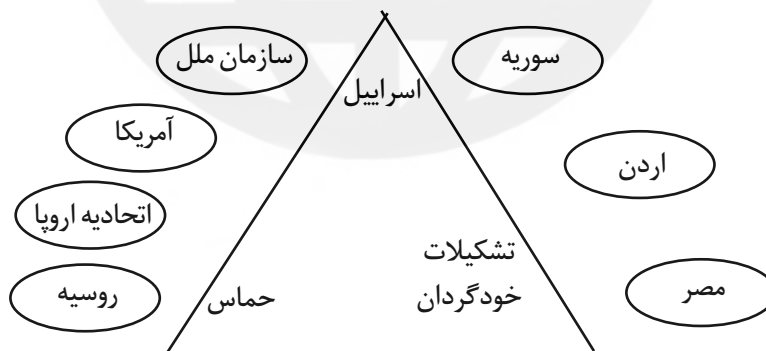 سوریه
سازمان ملل
اسراییل
آمریکا
اردن
اتحادیه اروپا
تشکیلات
خودگردان
حماس
مصر
روسیه